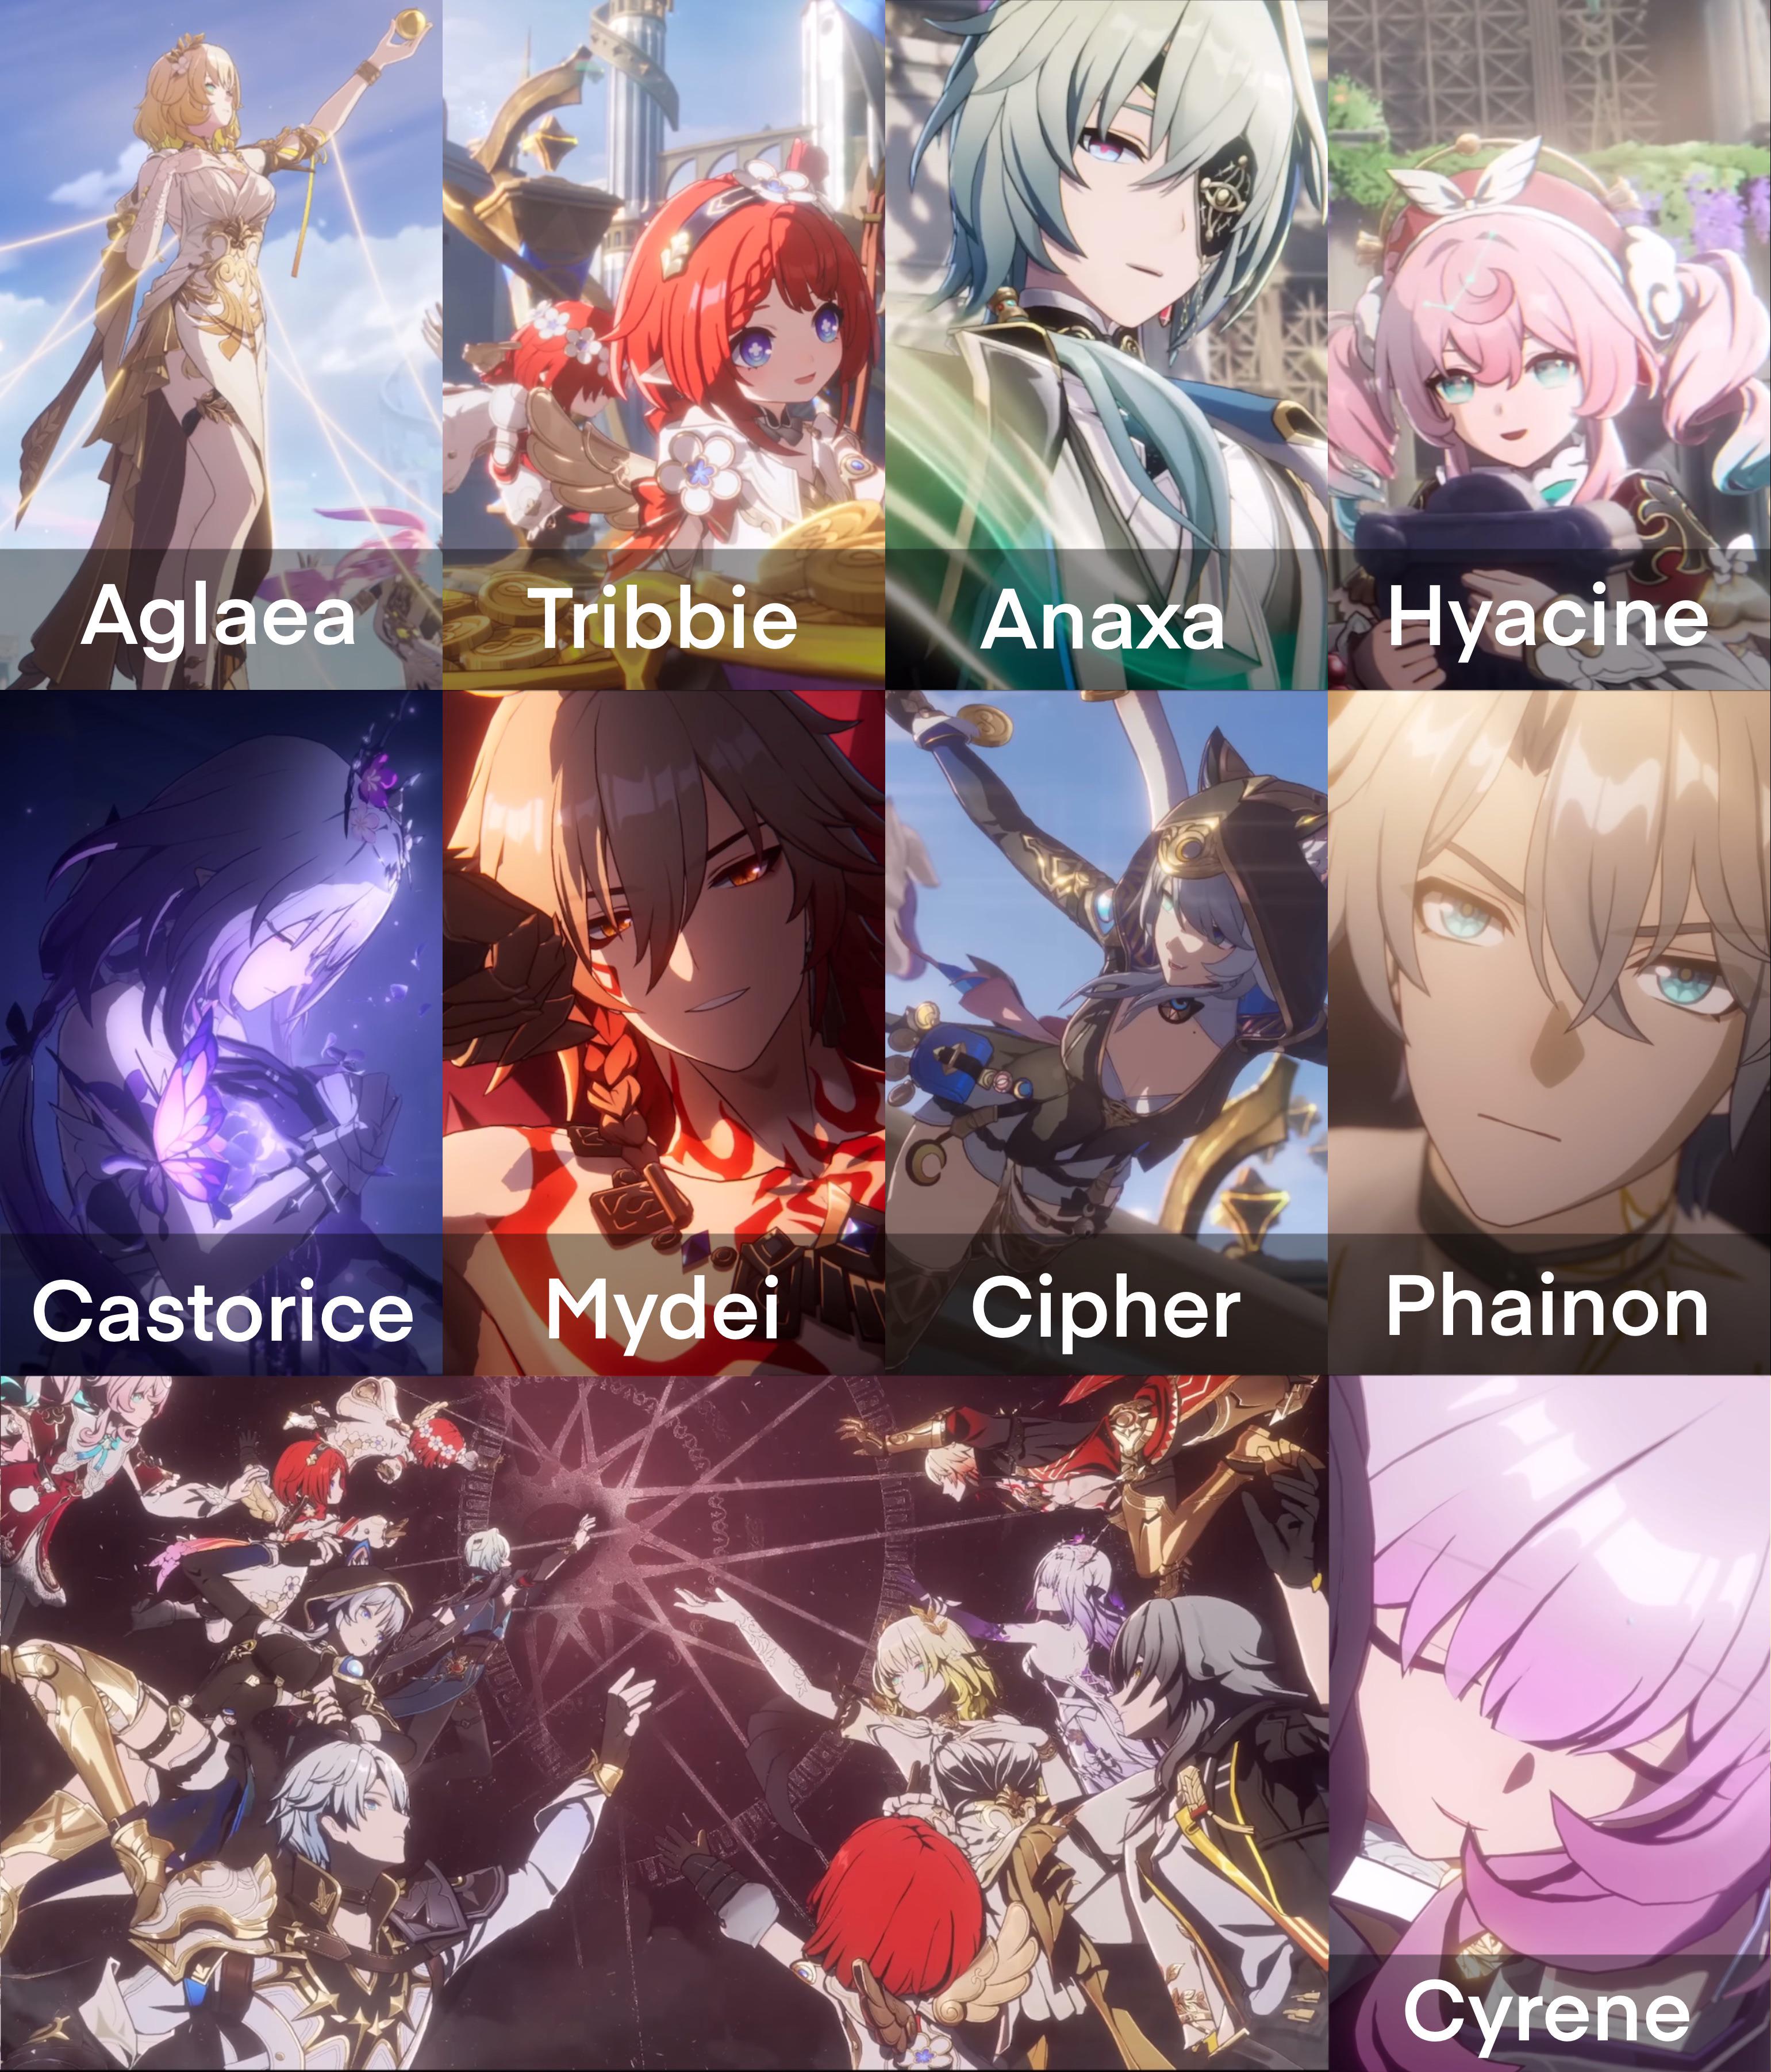 Aglaea
Tribbie
Anaxa
Hyacine
Castorice
Mydei
Cipher
Phainon
Cyrene